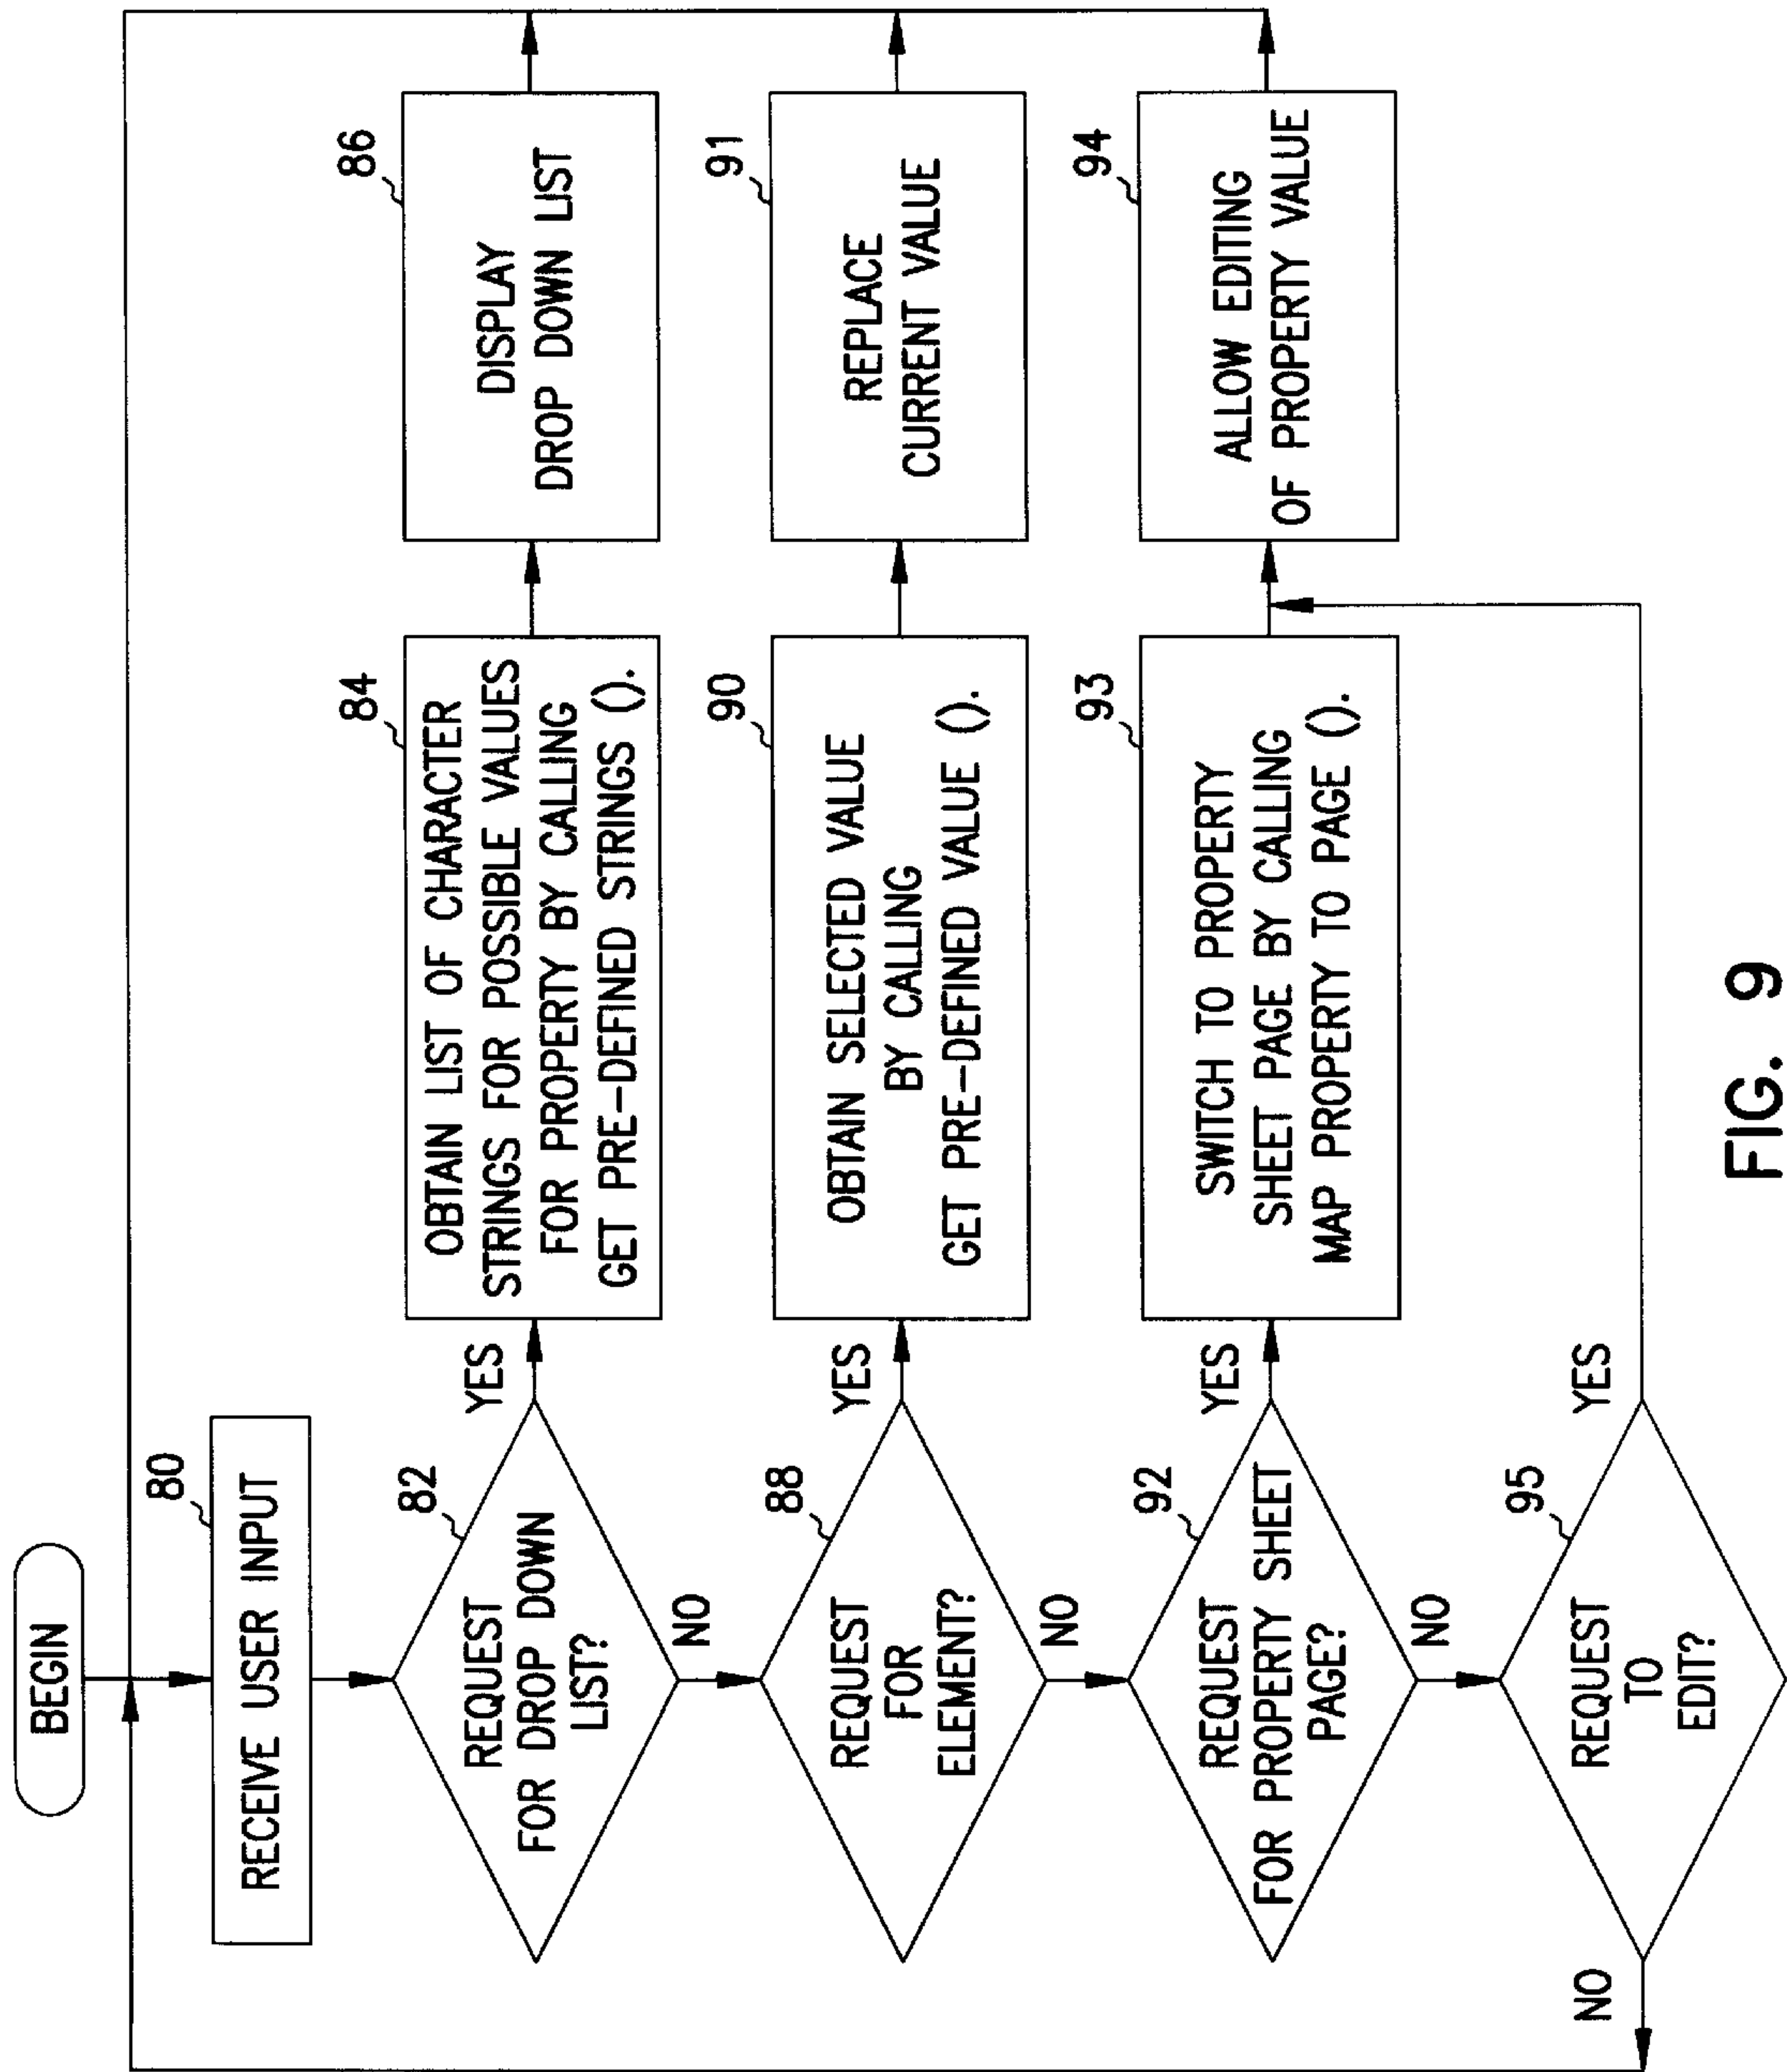 BEGIN
80
RECEIVE USER INPUT
82
REQUEST
FOR DROP DOWN
LIST?
YES
NO
84
OBTAIN LIST OF CHARACTER
STRINGS FOR POSSIBLE VALUES
FOR PROPERTY BY CALLING
GET PRE-DEFINED STRINGS ().
86
DISPLAY
DROP DOWN LIST
88
REQUEST
FOR
ELEMENT?
YES
NO
90
OBTAIN SELECTED VALUE
BY CALLING
GET PRE-DEFINED VALUE ().
91
REPLACE
CURRENT VALUE
92
REQUEST
FOR PROPERTY SHEET
PAGE?
YES
NO
93
SWITCH TO PROPERTY
SHEET PAGE BY CALLING
MAP PROPERTY TO PAGE ().
94
ALLOW EDITING
OF PROPERTY VALUE
95
REQUEST
TO
EDIT?
YES
NO
FIG. 9